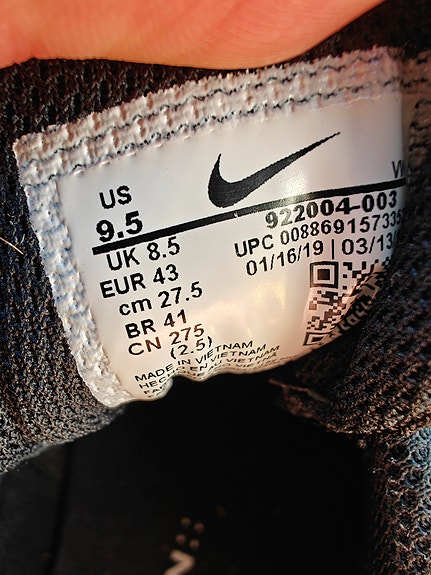 US
9.5
UK 8.5
EUR 43
cm 27.5
BR 41
CN 275
(2.5)
922004-003
UPC 0088691573
01/16/19 | 03/13/
MADE IN VIETNAM